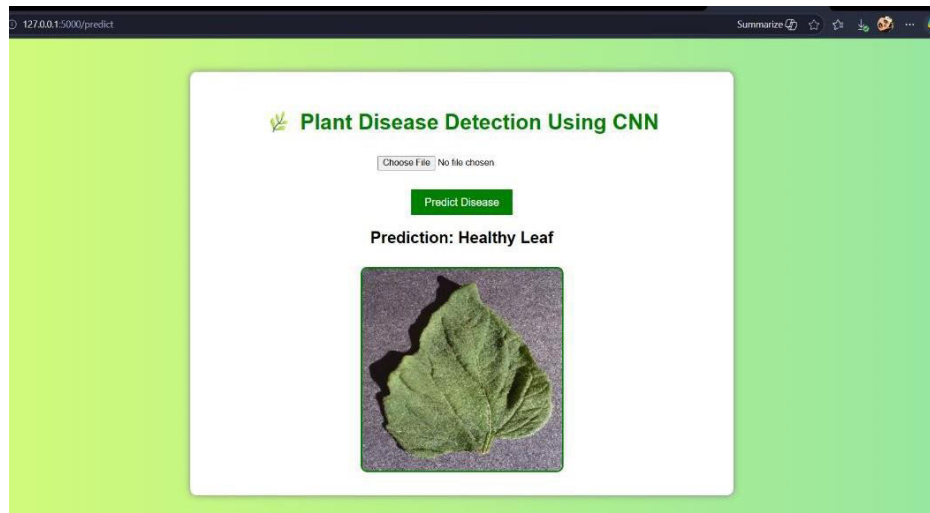 127.0.0.1:5000/predict
Summarize
Plant Disease Detection Using CNN
Choose File No file chosen
Predict Disease
Prediction: Healthy Leaf